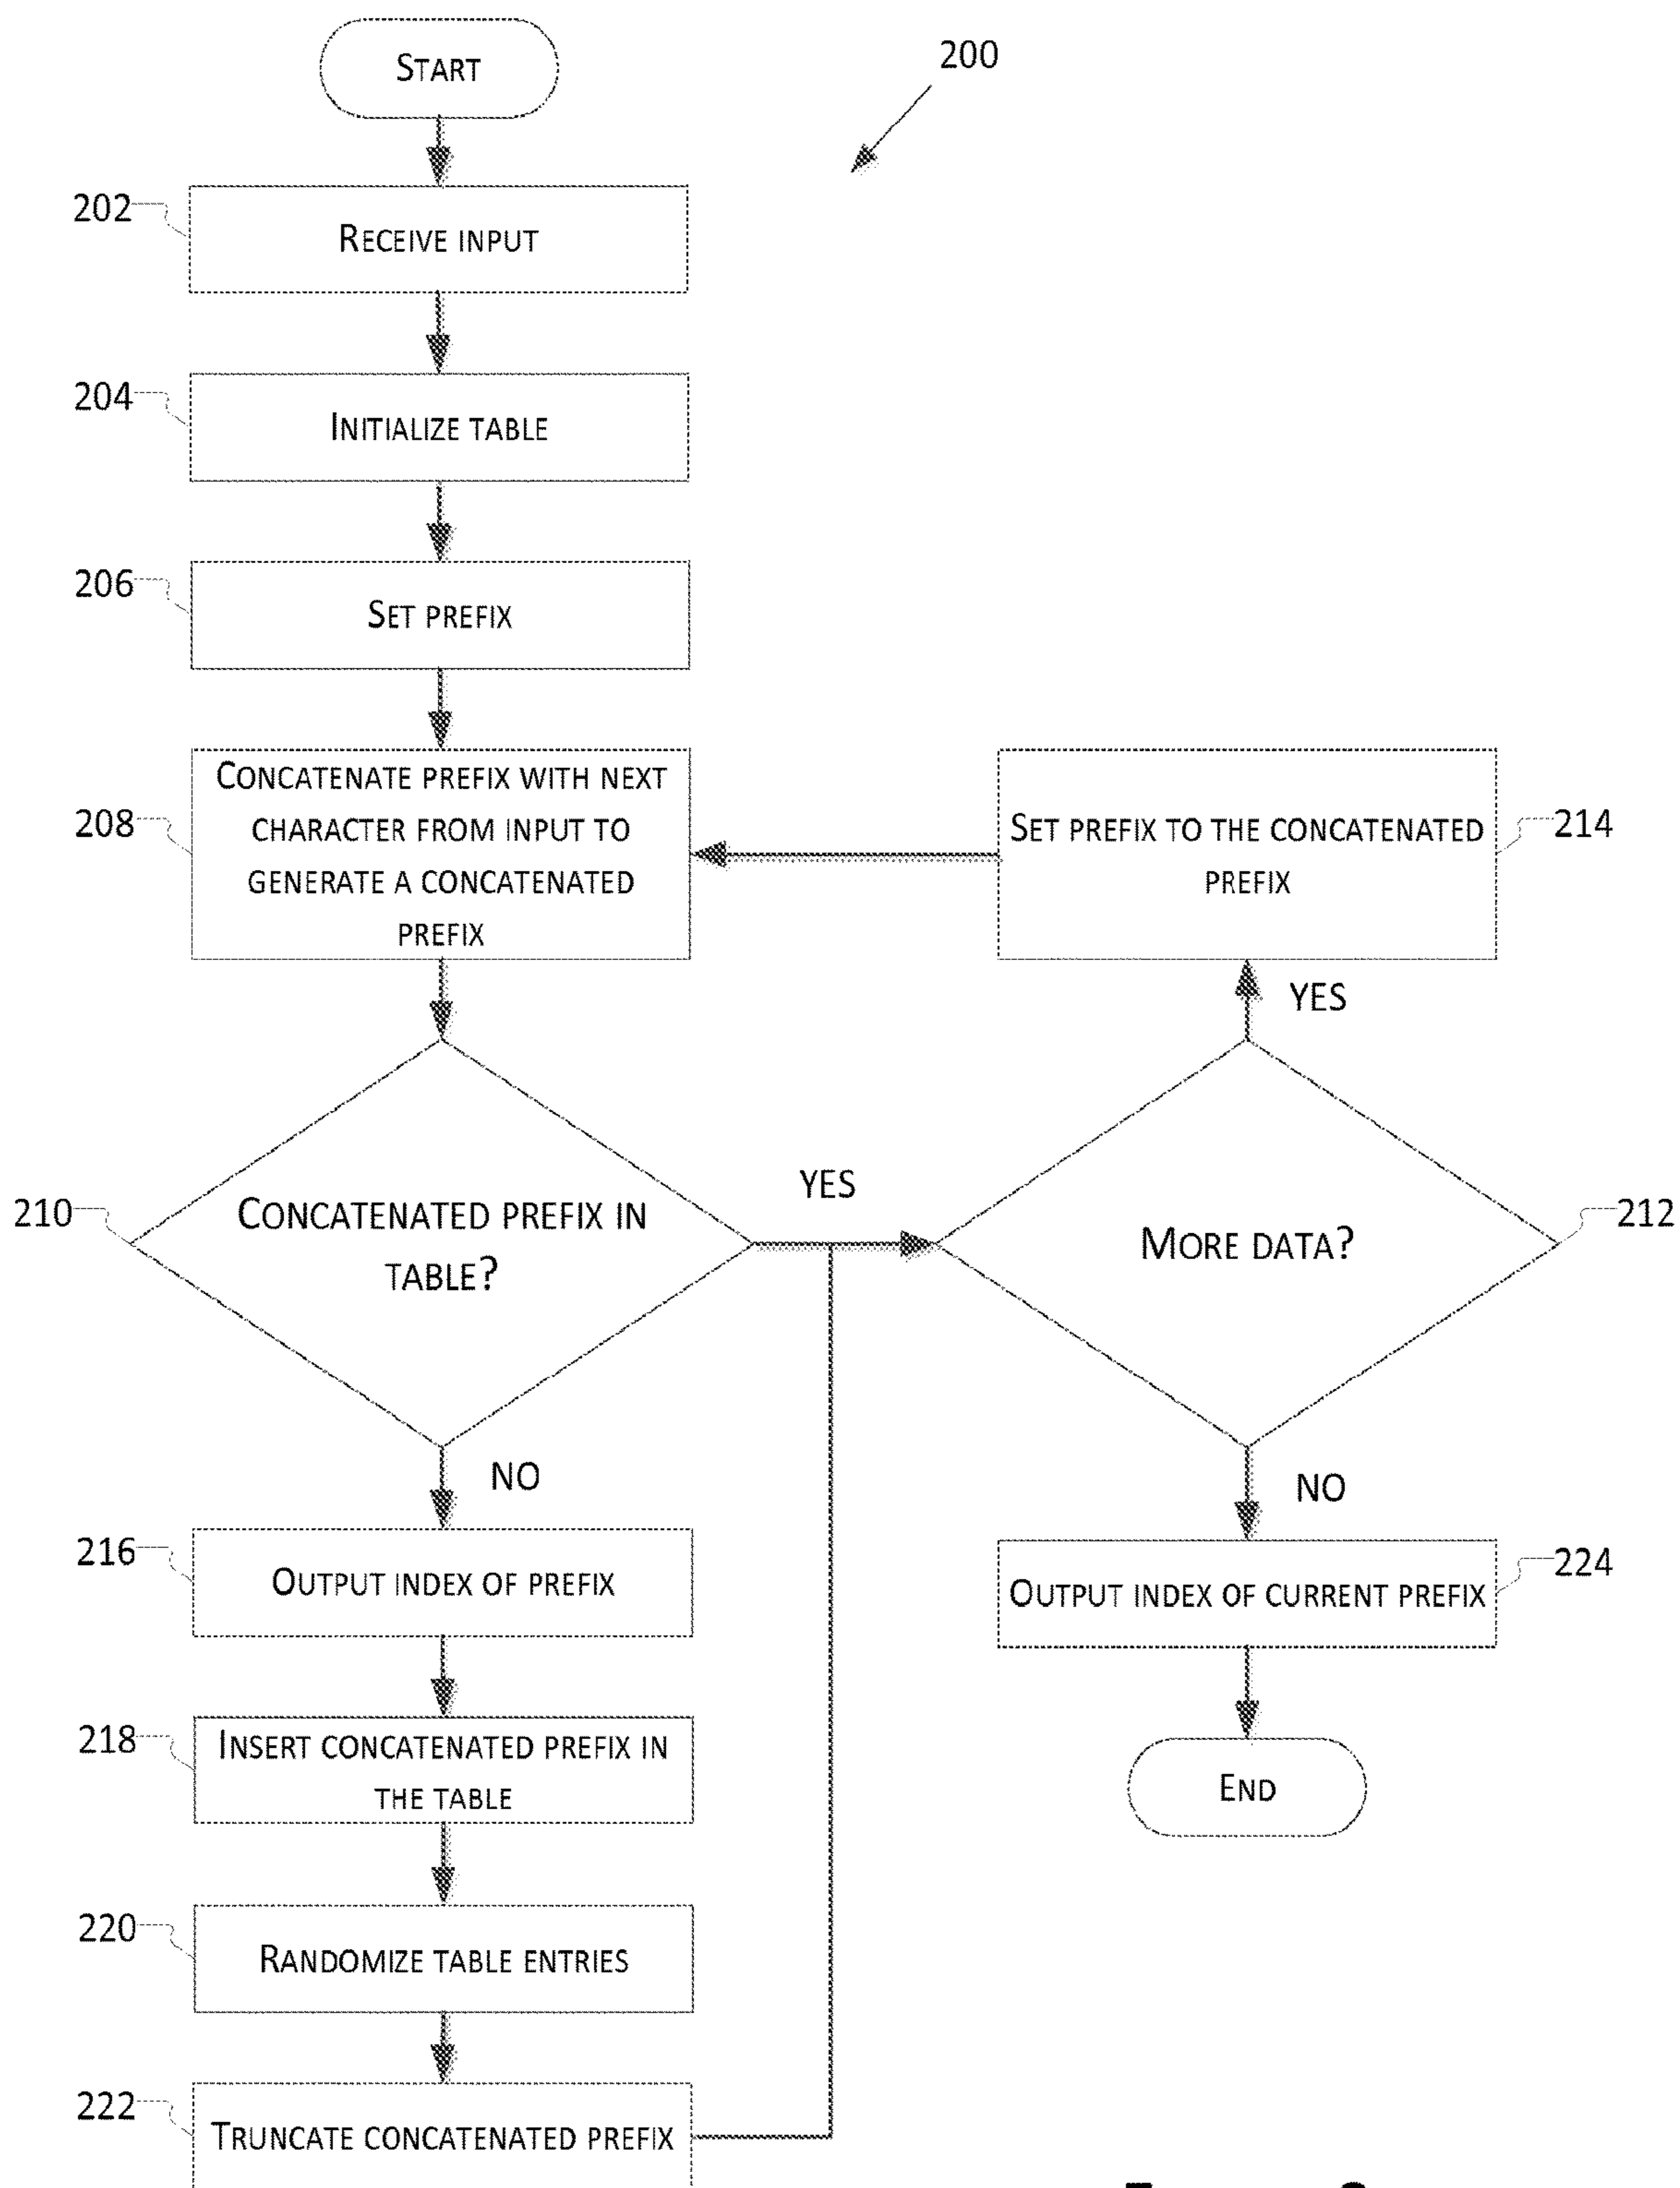 START
200
202
RECEIVE INPUT
204
INITIALIZE TABLE
206
SET PREFIX
208
CONCATENATE PREFIX WITH NEXT
CHARACTER FROM INPUT TO
GENERATE A CONCATENATED
PREFIX
SET PREFIX TO THE CONCATENATED
PREFIX
214
YES
210
CONCATENATED PREFIX IN
TABLE?
YES
MORE DATA?
212
NO
NO
216
OUTPUT INDEX OF PREFIX
OUTPUT INDEX OF CURRENT PREFIX
224
218
INSERT CONCATENATED PREFIX IN
THE TABLE
END
220
RANDOMIZE TABLE ENTRIES
222
TRUNCATE CONCATENATED PREFIX